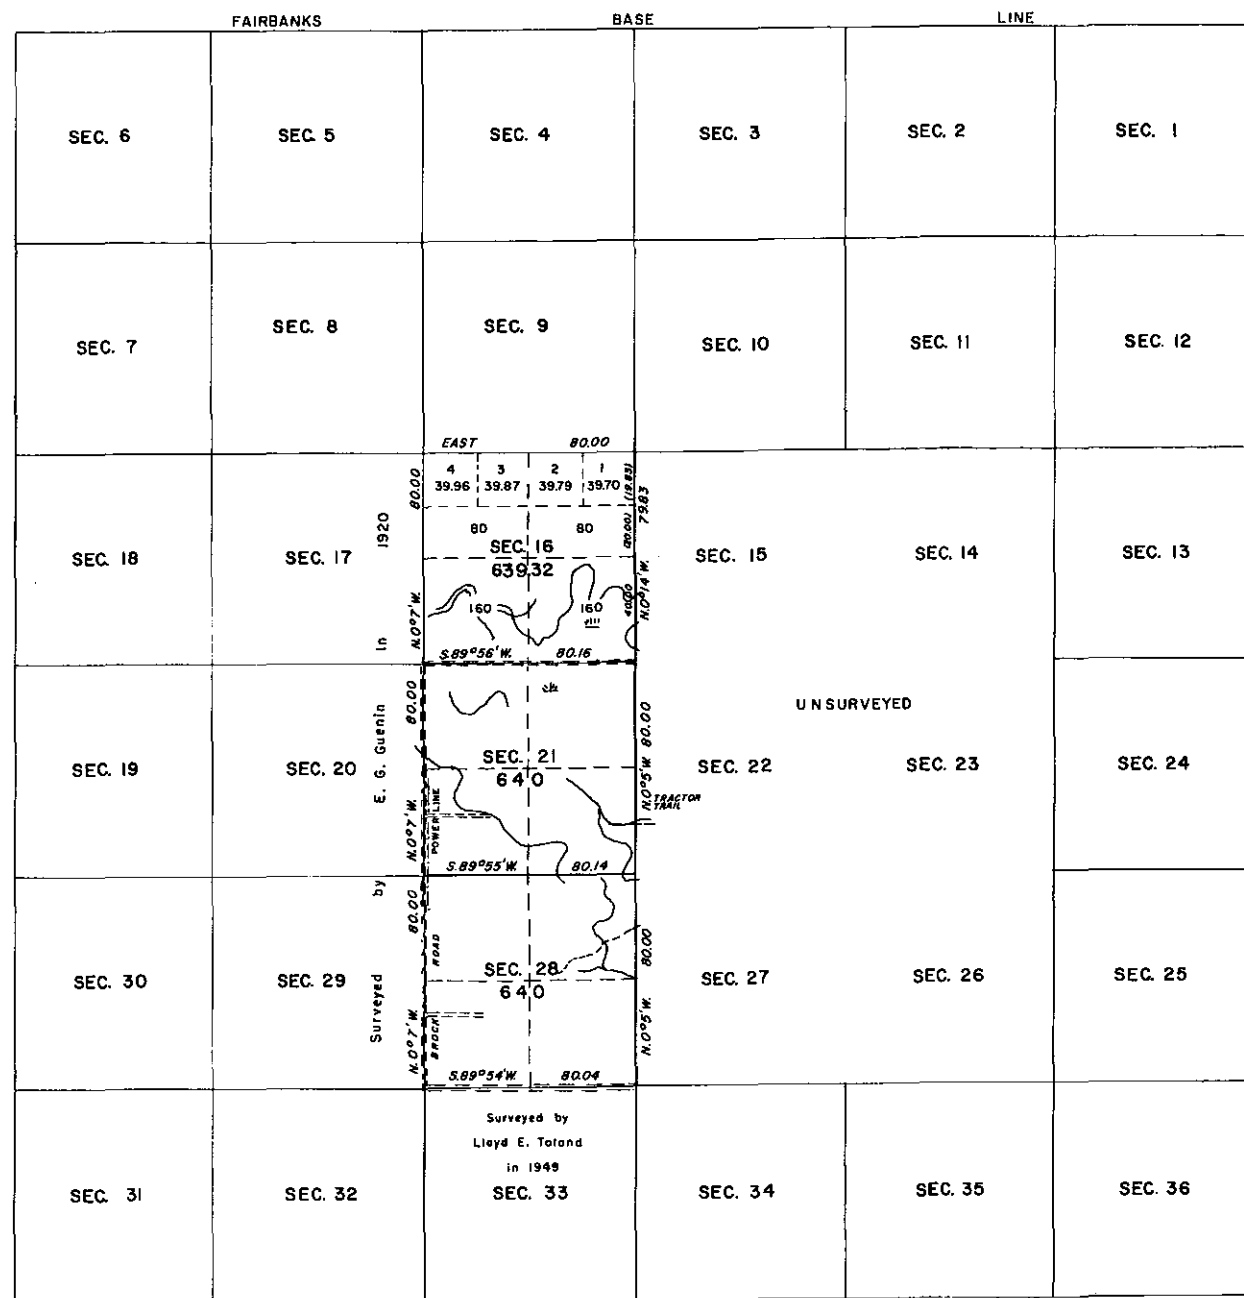 FAIRBANKS BASE LINE
SEC. 6 SEC. 5 SEC. 4 SEC. 3 SEC. 2 SEC. 1
SEC. 7 SEC. 8 SEC. 9 SEC. 10 SEC. 11 SEC. 12
EAST 80.00
4 3 2 1
39.96 39.87 39.79 39.70
80.00
(19.83)
79.83
80 80
(20.00)
SEC. 18 SEC. 17 SEC. 16 SEC. 15 SEC. 14 SEC. 13
639.32
160 160
40.00
N.0°7'W.
N.0°14'W.
S.89°56'W. 80.16
UNSURVEYED
80.00
80.00
SEC. 19 SEC. 20 SEC. 21 SEC. 22 SEC. 23 SEC. 24
640
N.0°7'W.
N.0°5'W.
POWER LINE
TRACTOR
TRAIL
S.89°55'W. 80.14
80.00
80.00
SEC. 30 SEC. 29 SEC. 28 SEC. 27 SEC. 26 SEC. 25
640
N.0°7'W.
N.0°5'W.
BROCK ROAD
S.89°54'W. 80.04
Surveyed by E. G. Guenin In 1920
Surveyed by
Lloyd E. Toland
in 1949
SEC. 31 SEC. 32 SEC. 33 SEC. 34 SEC. 35 SEC. 36